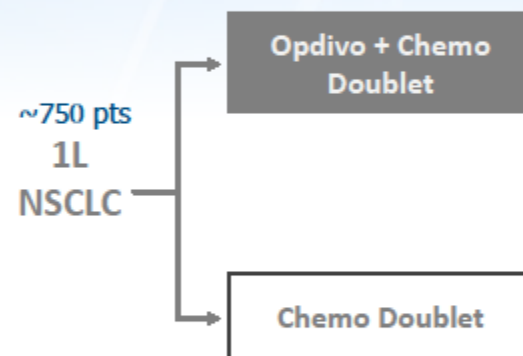 Opdivo + Chemo
Doublet
~750 pts
1L
NSCLC
Chemo Doublet